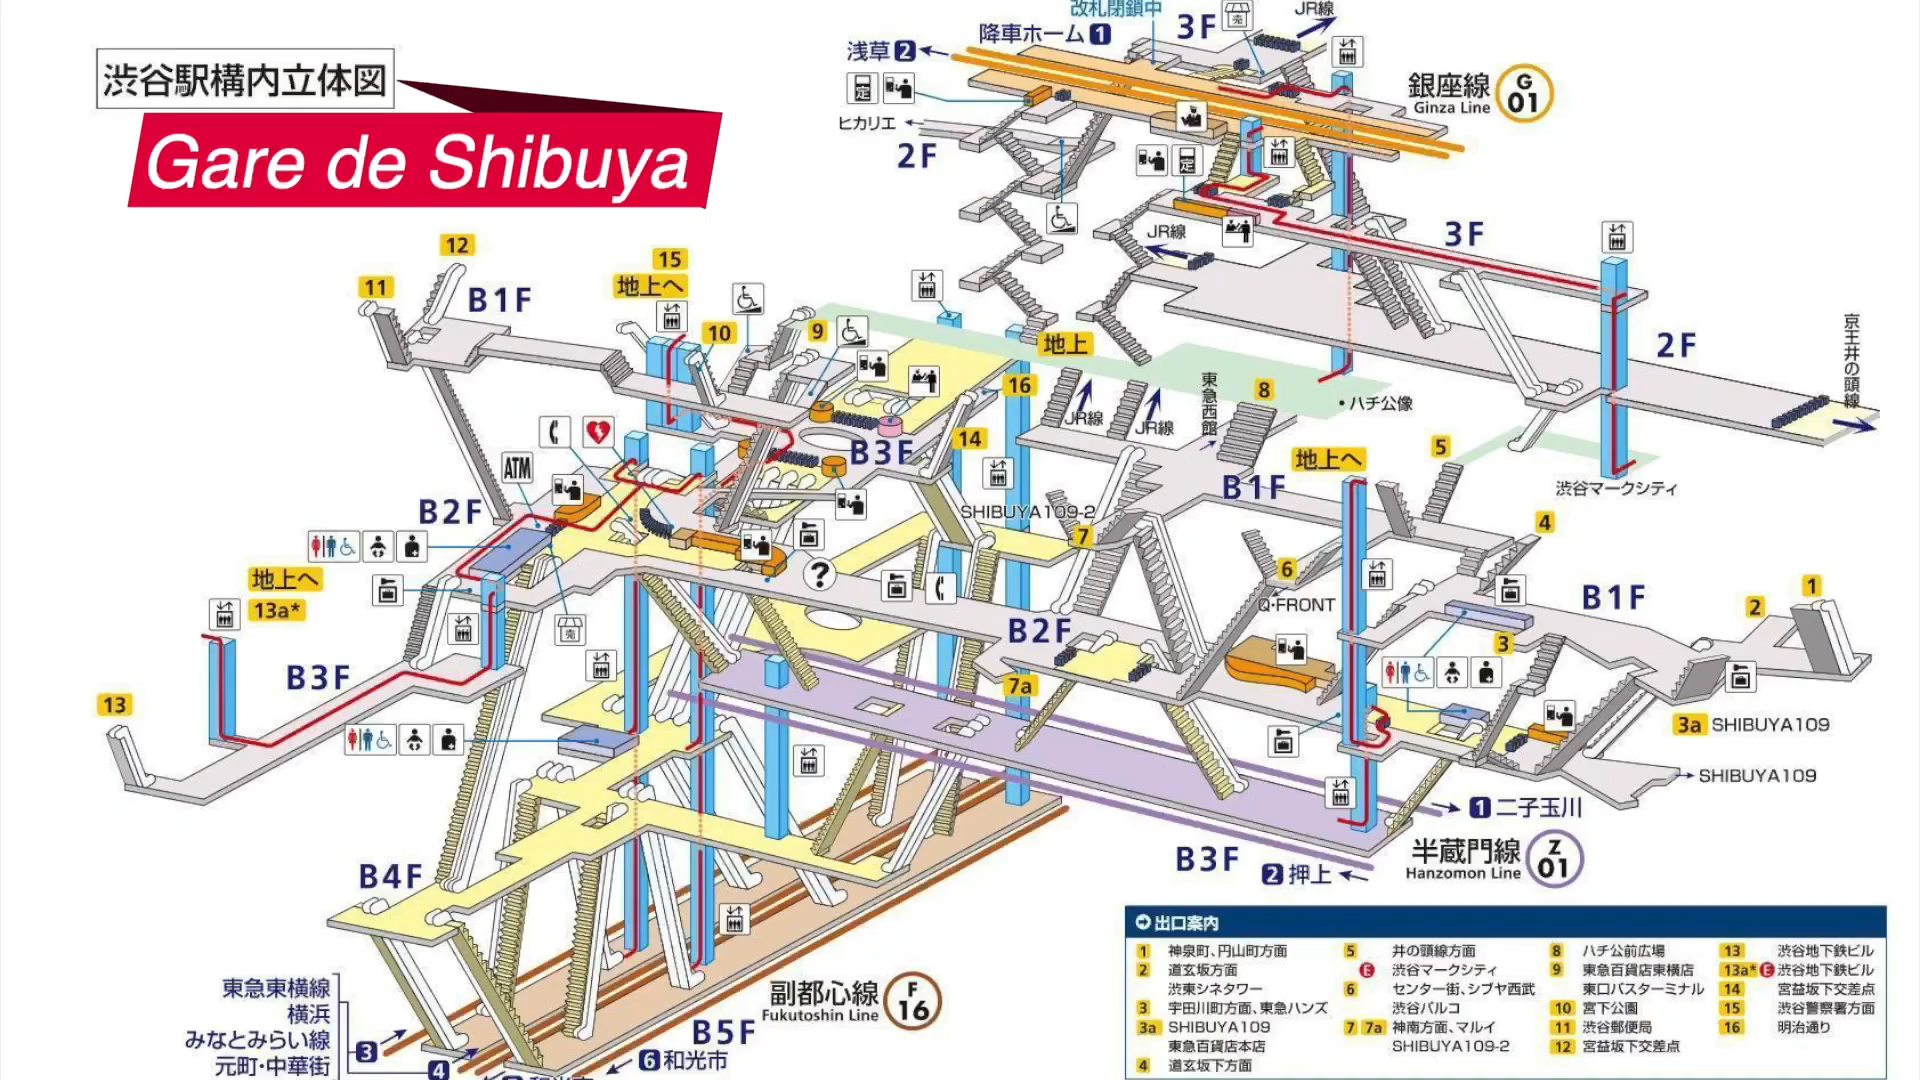 渋谷駅構内立体図
Gare de Shibuya
改札閉鎖中
降車ホーム 1
3F
売
JR線
浅草 2
定
銀座線
Ginza Line
G
01
ヒカリエ
2F
定
JR線
3F
12
15
地上へ
11
B1F
10
9
地上
16
JR線
JR線
東急西館
8
・ハチ公像
2F
京王井の頭線
B3F
14
地上へ
5
渋谷マークシティ
ATM
B2F
B1F
SHIBUYA109-2
7
4
?
6
Q・FRONT
B1F
1
2
地上へ
13a*
売
B2F
3
B3F
7a
13
3a SHIBUYA109
SHIBUYA109
1 二子玉川
半蔵門線
Hanzomon Line
Z
01
B3F
2 押上
B4F
副都心線
Fukutoshin Line
F
16
B5F
6 和光市
東急東横線
横浜
みなとみらい線
元町・中華街
3
4
出口案内
1 神泉町、円山町方面
2 道玄坂方面
渋東シネタワー
3 宇田川町方面、東急ハンズ
3a SHIBUYA109
東急百貨店本店
4 道玄坂下方面
5 井の頭線方面
E 渋谷マークシティ
6 センター街、シブヤ西武
渋谷パルコ
7 7a 神南方面、マルイ
SHIBUYA109-2
8 ハチ公前広場
9 東急百貨店東横店
東口バスターミナル
10 宮下公園
11 渋谷郵便局
12 宮益坂下交差点
13 渋谷地下鉄ビル
13a* E 渋谷地下鉄ビル
14 宮益坂下交差点
15 渋谷警察署方面
16 明治通り